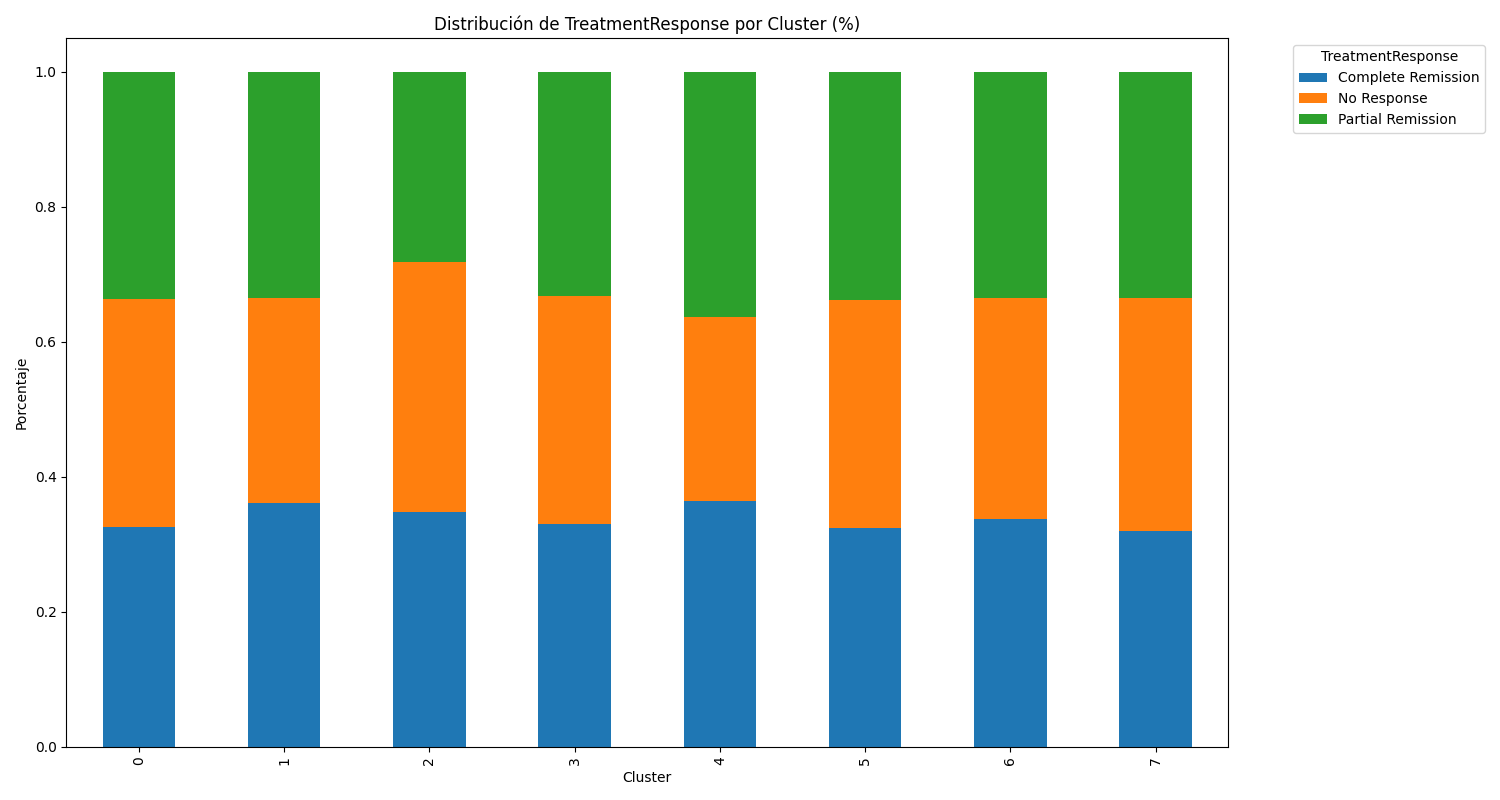 Distribución de TreatmentResponse por Cluster (%)
TreatmentResponse
Complete Remission
No Response
Partial Remission
Porcentaje
1.0
0.8
0.6
0.4
0.2
0.0
0 1 2 3 4 5 6 7
Cluster